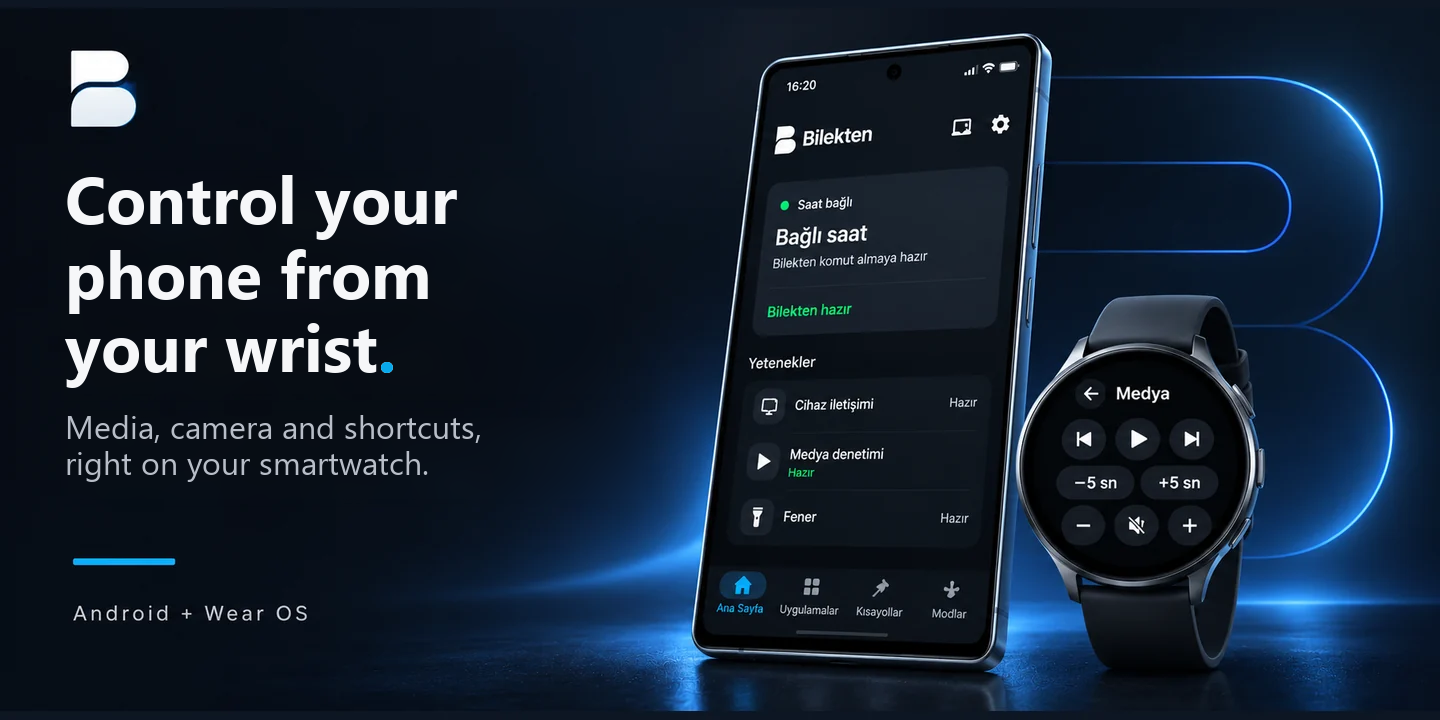 Control your
phone from
your wrist.
Media, camera and shortcuts,
right on your smartwatch.
Android + Wear OS
16:20
Bilekten
Saat bağlı
Bağlı saat
Bilekten komut almaya hazır
Bilekten hazır
Yetenekler
Cihaz iletişimi Hazır
Medya denetimi
Hazır
Fener Hazır
Ana Sayfa Uygulamalar Kısayollar Modlar
Medya
−5 sn +5 sn